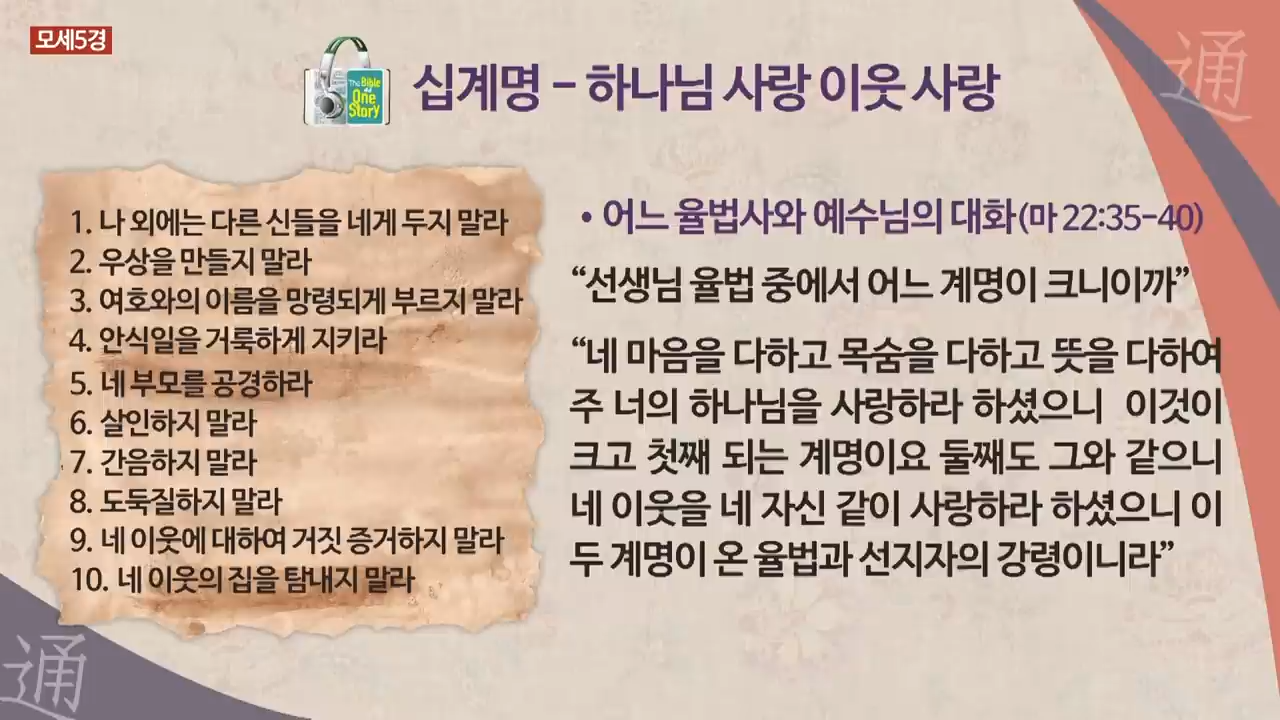 모세5경
通
The Bible
One
Story
십계명 - 하나님 사랑 이웃 사랑
1. 나 외에는 다른 신들을 네게 두지 말라
2. 우상을 만들지 말라
3. 여호와의 이름을 망령되게 부르지 말라
4. 안식일을 거룩하게 지키라
5. 네 부모를 공경하라
6. 살인하지 말라
7. 간음하지 말라
8. 도둑질하지 말라
9. 네 이웃에 대하여 거짓 증거하지 말라
10. 네 이웃의 집을 탐내지 말라
• 어느 율법사와 예수님의 대화(마 22:35-40)
“선생님 율법 중에서 어느 계명이 크니이까”
“네 마음을 다하고 목숨을 다하고 뜻을 다하여
주 너의 하나님을 사랑하라 하셨으니 이것이
크고 첫째 되는 계명이요 둘째도 그와 같으니
네 이웃을 네 자신 같이 사랑하라 하셨으니 이
두 계명이 온 율법과 선지자의 강령이니라”
通